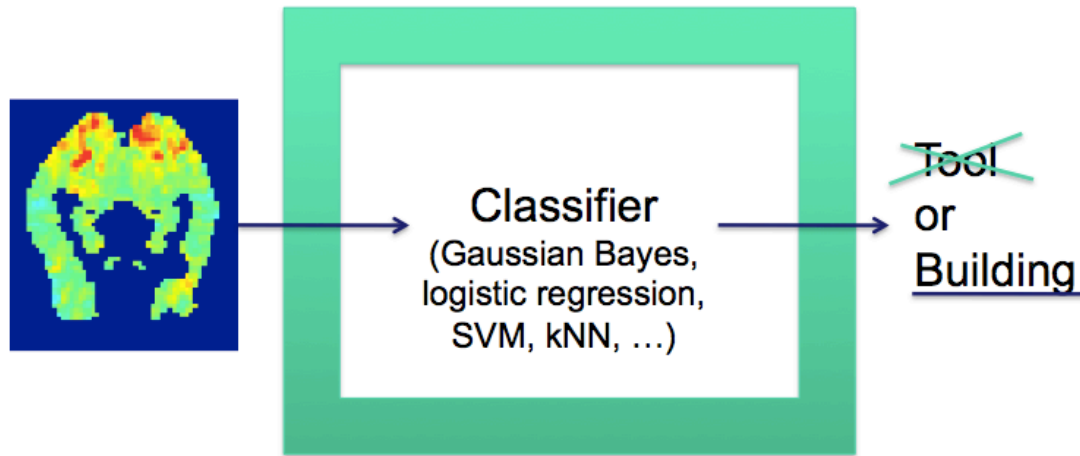 Classifier
(Gaussian Bayes,
logistic regression,
SVM, kNN, …)
Tool
or
Building